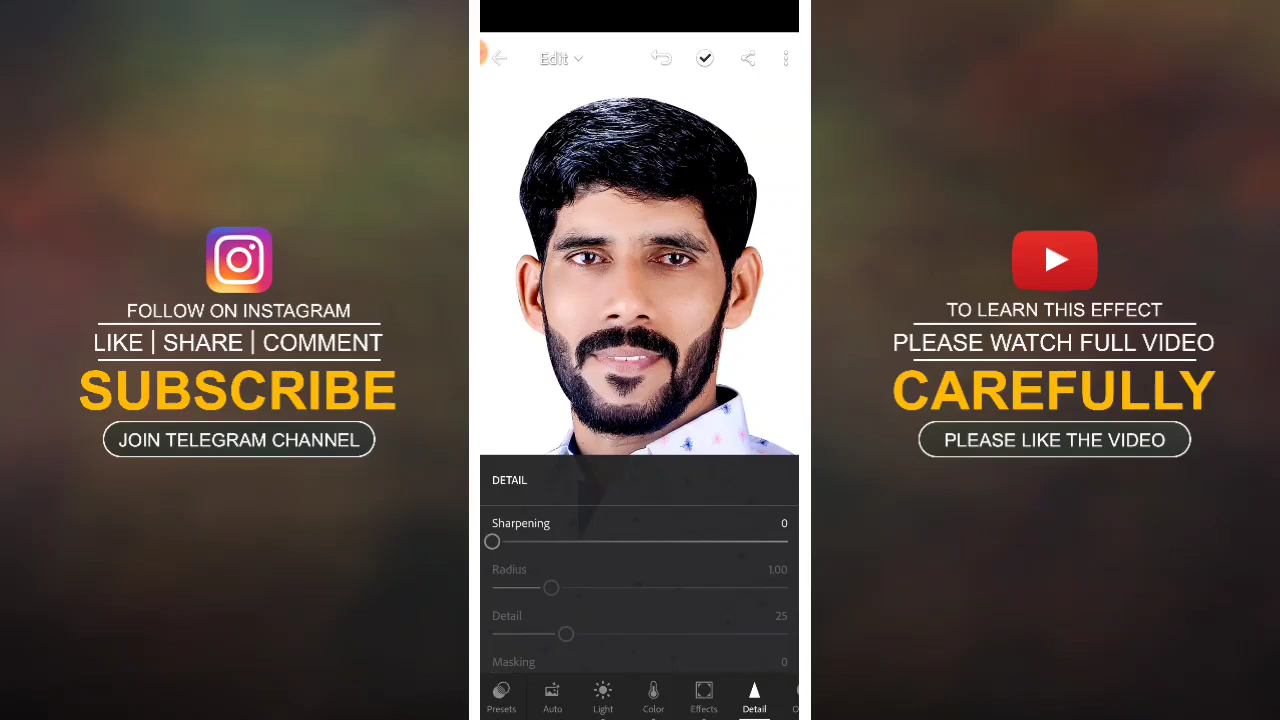 Edit
FOLLOW ON INSTAGRAM
LIKE | SHARE | COMMENT
SUBSCRIBE
JOIN TELEGRAM CHANNEL
TO LEARN THIS EFFECT
PLEASE WATCH FULL VIDEO
CAREFULLY
PLEASE LIKE THE VIDEO
DETAIL
Sharpening 0
Radius 1.00
Detail 25
Masking 0
Presets Auto Light Color Effects Detail